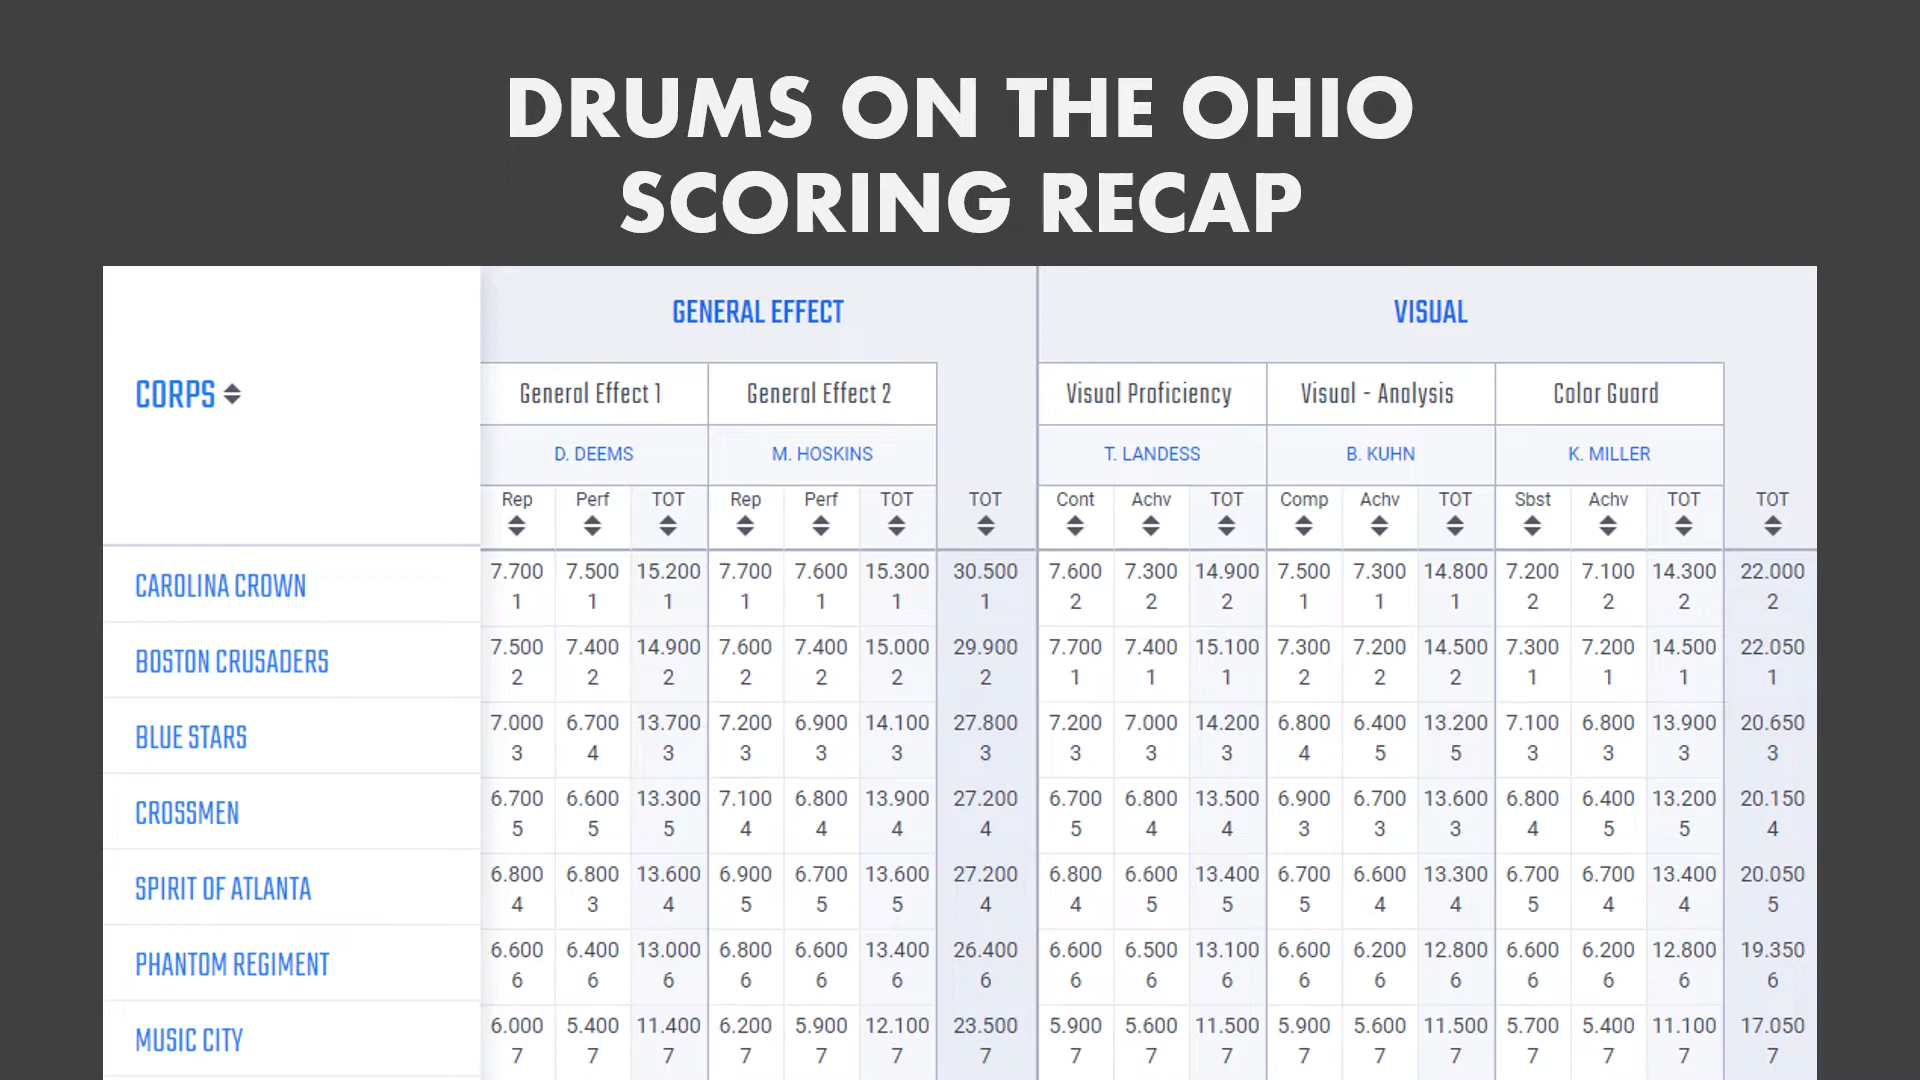 DRUMS ON THE OHIO
SCORING RECAP
GENERAL EFFECT VISUAL
CORPS
General Effect 1 General Effect 2 Visual Proficiency Visual - Analysis Color Guard
D. DEEMS M. HOSKINS T. LANDESS B. KUHN K. MILLER
Rep Perf TOT Rep Perf TOT TOT Cont Achv TOT Comp Achv TOT Sbst Achv TOT TOT
CAROLINA CROWN
7.700 7.500 15.200 7.700 7.600 15.300 30.500 7.600 7.300 14.900 7.500 7.300 14.800 7.200 7.100 14.300 22.000
1 1 1 1 1 1 1 2 2 2 1 1 1 2 2 2 2
BOSTON CRUSADERS
7.500 7.400 14.900 7.600 7.400 15.000 29.900 7.700 7.400 15.100 7.300 7.200 14.500 7.300 7.200 14.500 22.050
2 2 2 2 2 2 2 1 1 1 2 2 2 1 1 1 1
BLUE STARS
7.000 6.700 13.700 7.200 6.900 14.100 27.800 7.200 7.000 14.200 6.800 6.400 13.200 7.100 6.800 13.900 20.650
3 4 3 3 3 3 3 3 3 3 4 5 5 3 3 3 3
CROSSMEN
6.700 6.600 13.300 7.100 6.800 13.900 27.200 6.700 6.800 13.500 6.900 6.700 13.600 6.800 6.400 13.200 20.150
5 5 5 4 4 4 4 5 4 4 3 3 3 4 5 5 4
SPIRIT OF ATLANTA
6.800 6.800 13.600 6.900 6.700 13.600 27.200 6.800 6.600 13.400 6.700 6.600 13.300 6.700 6.700 13.400 20.050
4 3 4 5 5 5 4 4 5 5 5 4 4 5 4 4 5
PHANTOM REGIMENT
6.600 6.400 13.000 6.800 6.600 13.400 26.400 6.600 6.500 13.100 6.600 6.200 12.800 6.600 6.200 12.800 19.350
6 6 6 6 6 6 6 6 6 6 6 6 6 6 6 6 6
MUSIC CITY
6.000 5.400 11.400 6.200 5.900 12.100 23.500 5.900 5.600 11.500 5.900 5.600 11.500 5.700 5.400 11.100 17.050
7 7 7 7 7 7 7 7 7 7 7 7 7 7 7 7 7